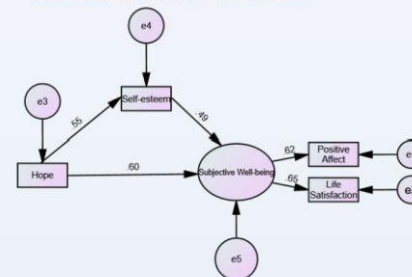 e4
e3
Self-esteem
.55
.49
Hope
.60
Subjective Well-being
.62
Positive
Affect
.65
Life
Satisfaction
e5